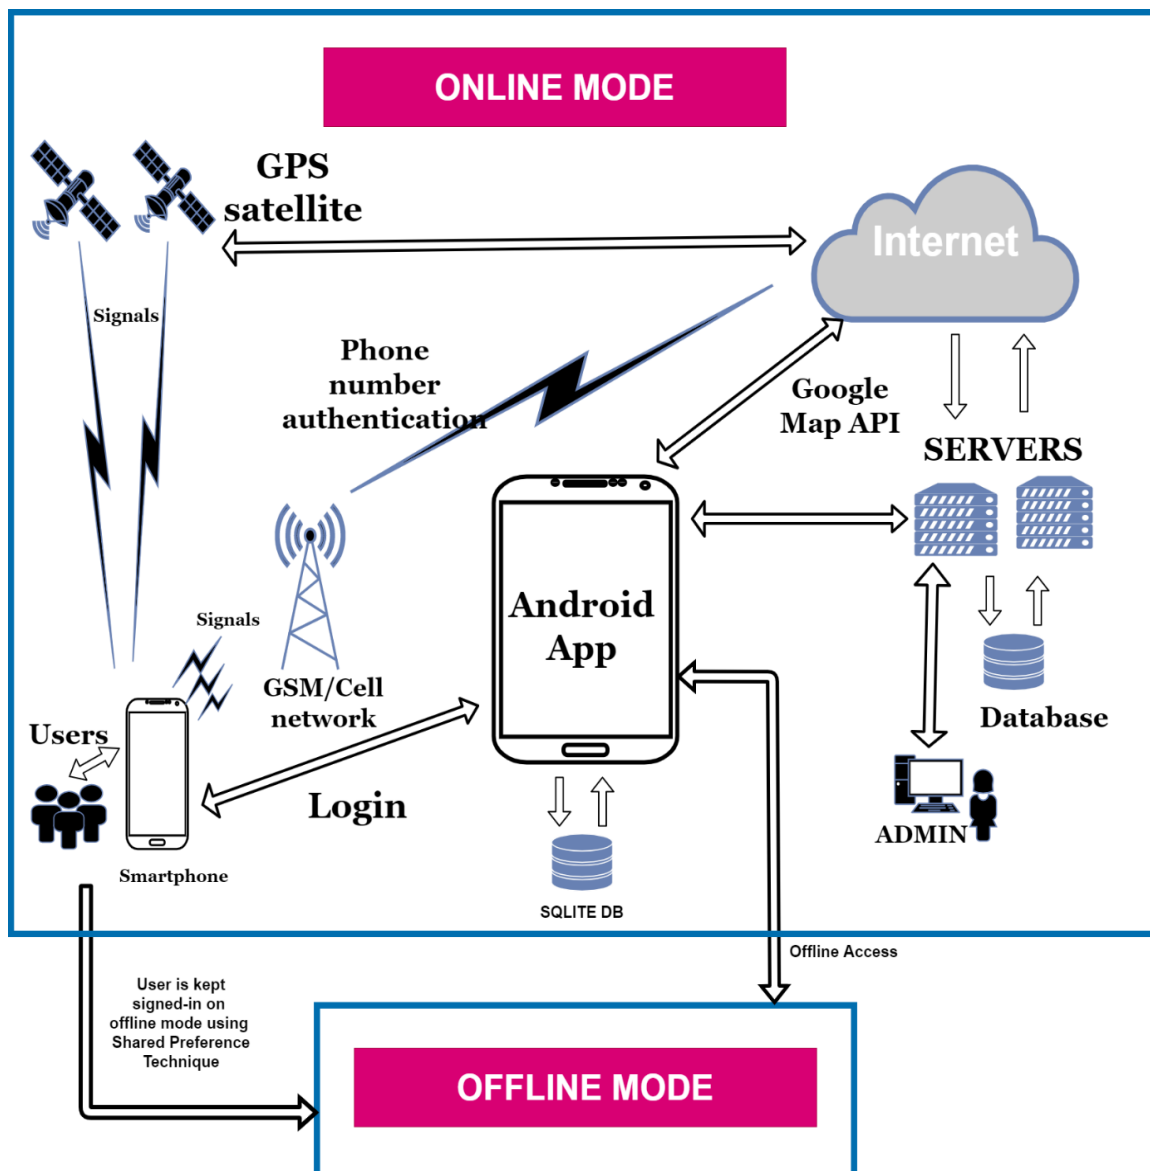 ONLINE MODE
GPS
satellite
Internet
Signals
Phone
number
authentication
Google
Map API
SERVERS
Android
App
Signals
GSM/Cell
network
Users
Database
Login
ADMIN
Smartphone
SQLITE DB
Offline Access
User is kept
signed-in on
offline mode using
Shared Preference
Technique
OFFLINE MODE